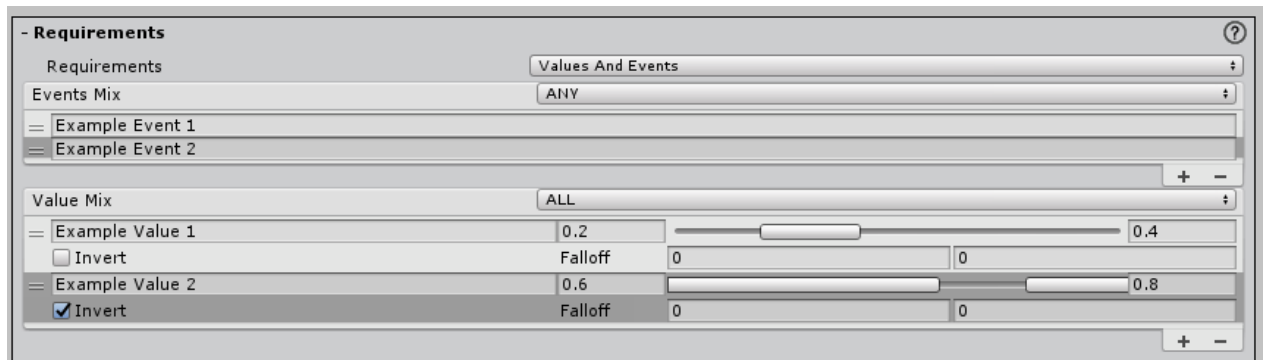 - Requirements ?
Requirements Values And Events
Events Mix ANY
= Example Event 1
= Example Event 2
+ -
Value Mix ALL
= Example Value 1 0.2 0.4
Invert Falloff 0 0
= Example Value 2 0.6 0.8
Invert Falloff 0 0
+ -